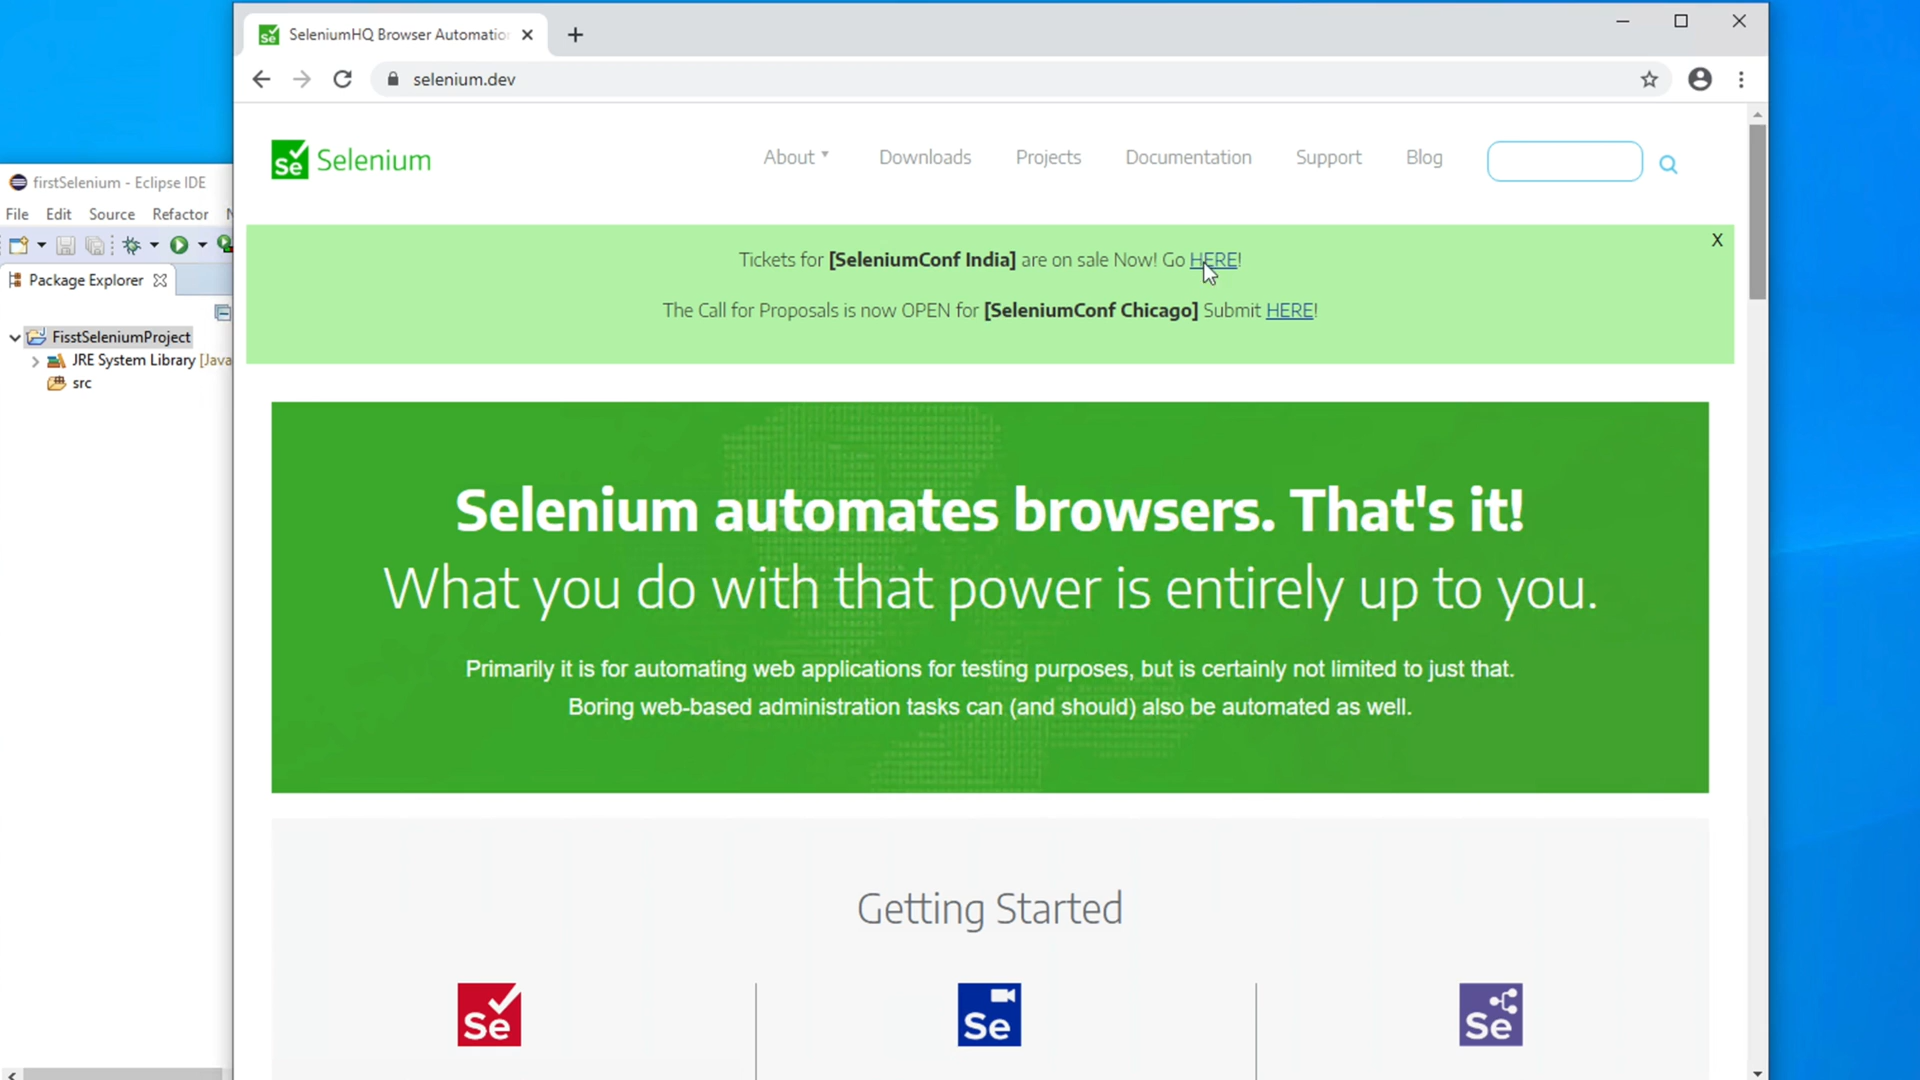 SeleniumHQ Browser Automatio
selenium.dev
Se Selenium
About
Downloads
Projects
Documentation
Support
Blog
firstSelenium - Eclipse IDE
File Edit Source Refactor N
Package Explorer
FisstSeleniumProject
JRE System Library [Java
src
X
Tickets for [SeleniumConf India] are on sale Now! Go HERE!
The Call for Proposals is now OPEN for [SeleniumConf Chicago] Submit HERE!
Selenium automates browsers. That's it!
What you do with that power is entirely up to you.
Primarily it is for automating web applications for testing purposes, but is certainly not limited to just that.
Boring web-based administration tasks can (and should) also be automated as well.
Getting Started
Se
Se
Se